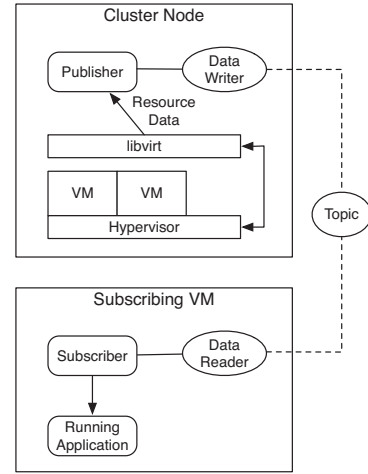 Cluster Node
Publisher
Data
Writer
Resource
Data
libvirt
VM
VM
Hypervisor
Topic
Subscribing VM
Subscriber
Data
Reader
Running
Application